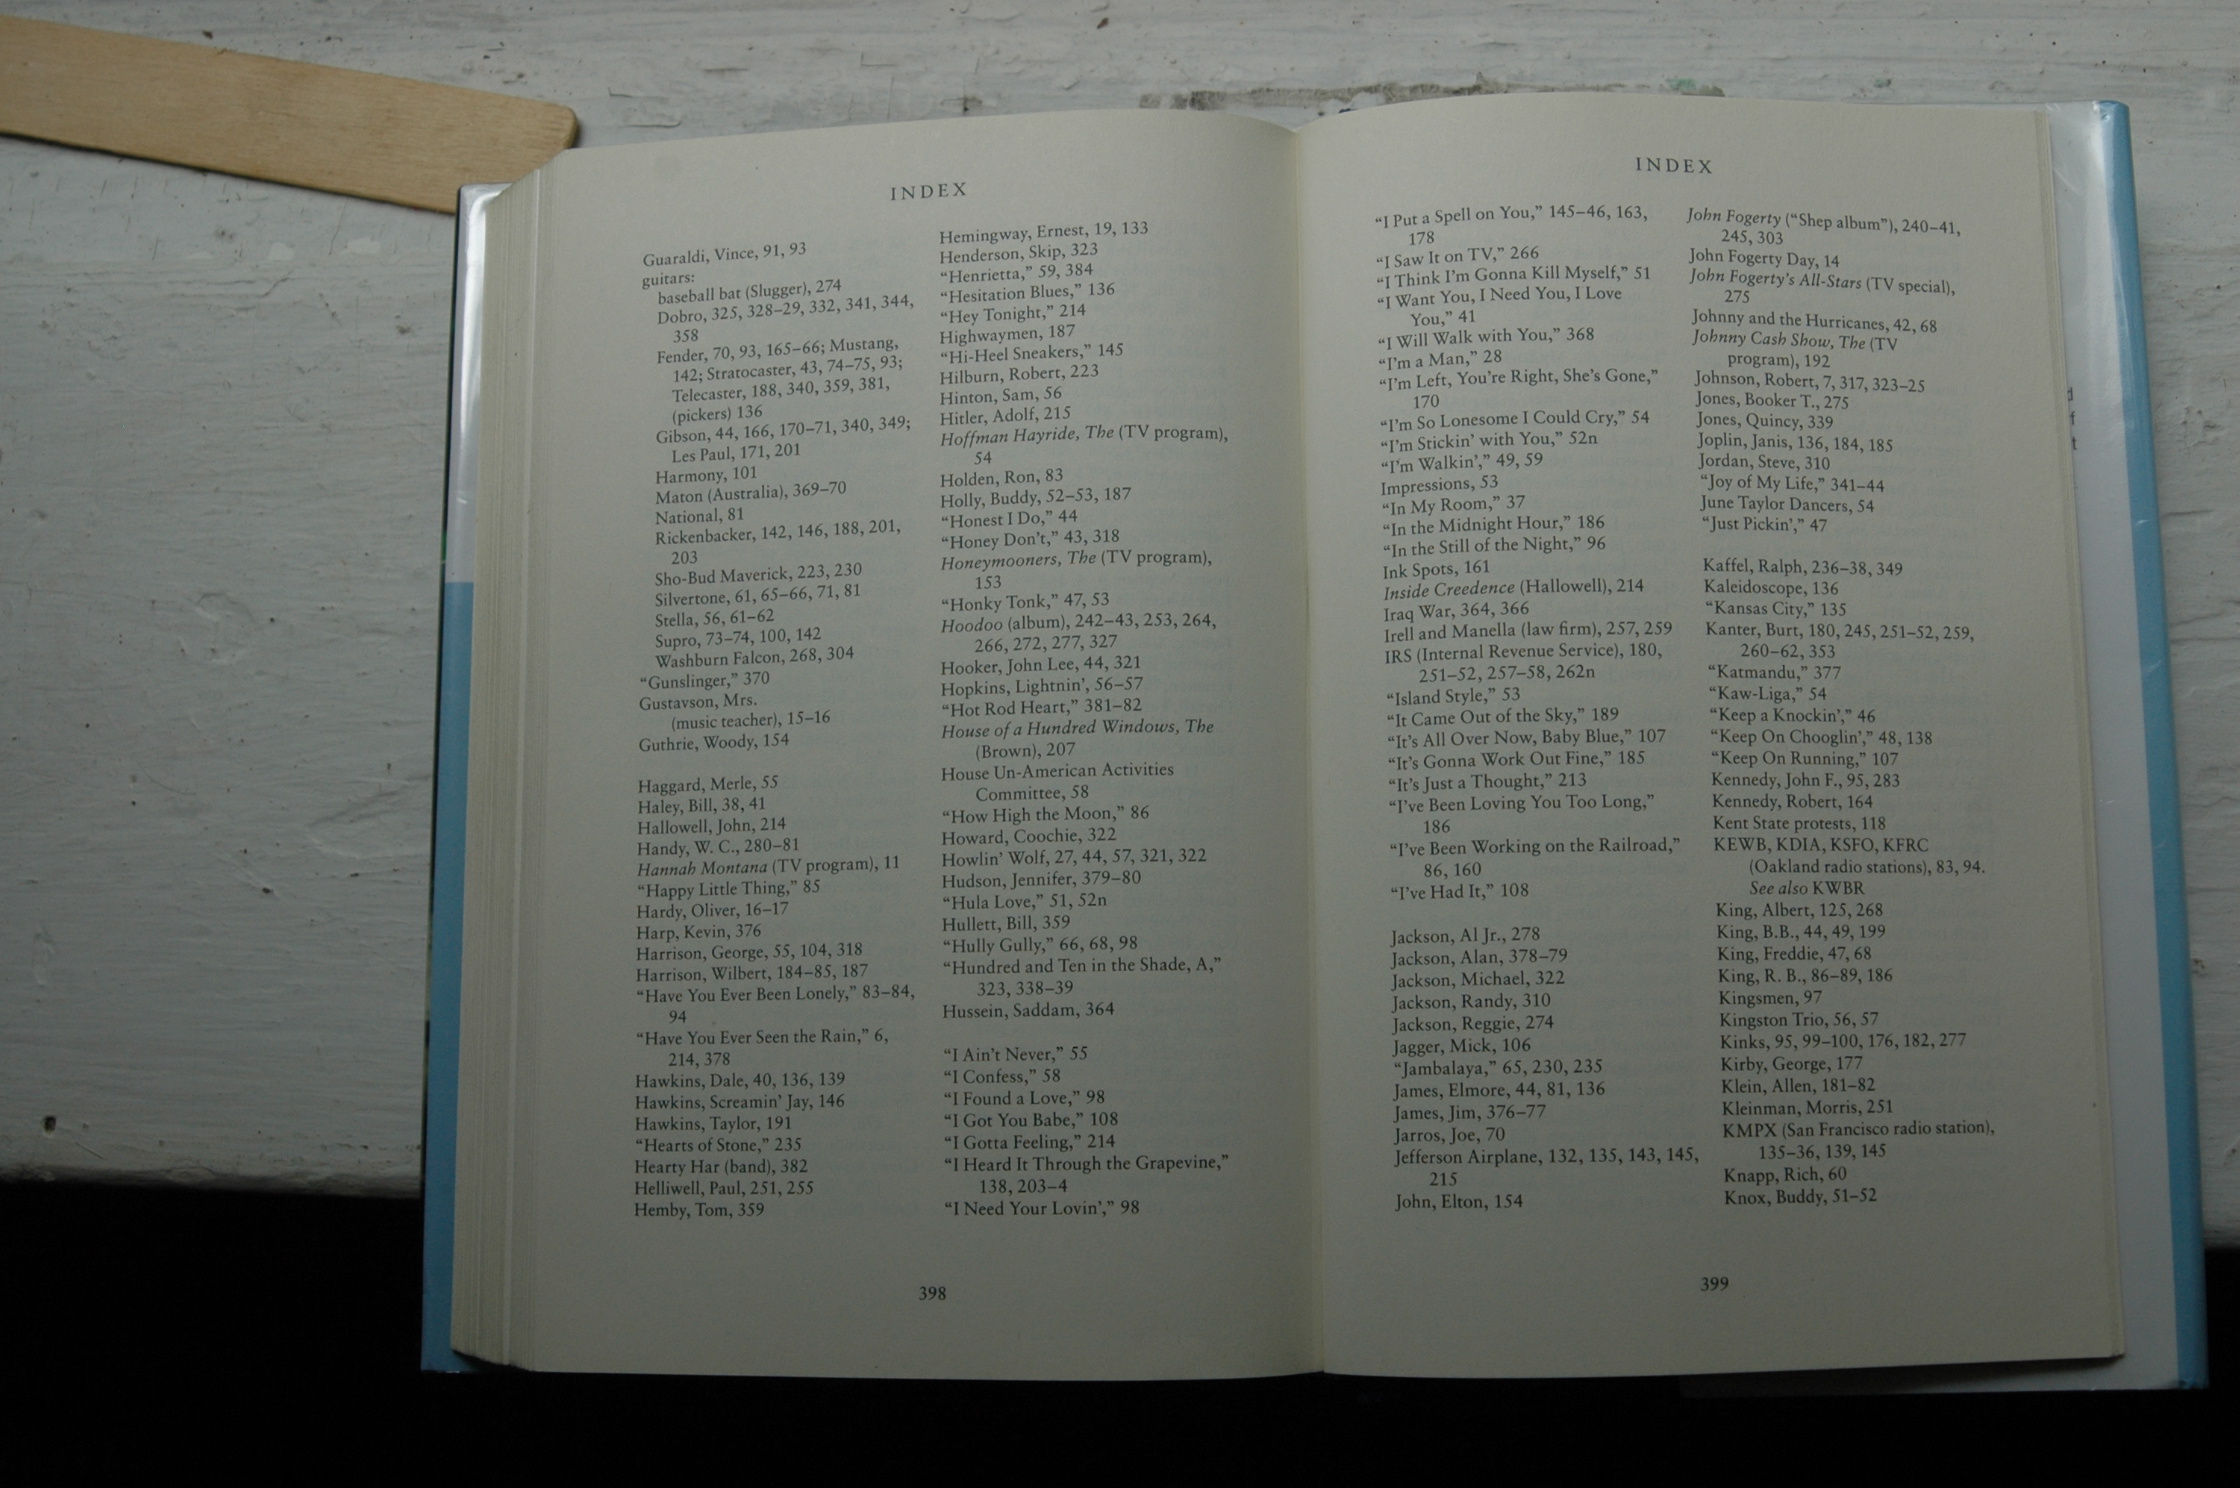 INDEX
Guaraldi, Vince, 91, 93
guitars:
baseball bat (Slugger), 274
Dobro, 325, 328–29, 332, 341, 344,
358
Fender, 70, 93, 165–66; Mustang,
142; Stratocaster, 43, 74–75, 93;
Telecaster, 188, 340, 359, 381,
(pickers) 136
Gibson, 44, 166, 170–71, 340, 349;
Les Paul, 171, 201
Harmony, 101
Maton (Australia), 369–70
National, 81
Rickenbacker, 142, 146, 188, 201,
203
Sho-Bud Maverick, 223, 230
Silvertone, 61, 65–66, 71, 81
Stella, 56, 61–62
Supro, 73–74, 100, 142
Washburn Falcon, 268, 304
“Gunslinger,” 370
Gustavson, Mrs.
(music teacher), 15–16
Guthrie, Woody, 154
Haggard, Merle, 55
Haley, Bill, 38, 41
Hallowell, John, 214
Handy, W. C., 280–81
Hannah Montana (TV program), 11
“Happy Little Thing,” 85
Hardy, Oliver, 16–17
Harp, Kevin, 376
Harrison, George, 55, 104, 318
Harrison, Wilbert, 184–85, 187
“Have You Ever Been Lonely,” 83–84,
94
“Have You Ever Seen the Rain,” 6,
214, 378
Hawkins, Dale, 40, 136, 139
Hawkins, Screamin’ Jay, 146
Hawkins, Taylor, 191
“Hearts of Stone,” 235
Hearty Har (band), 382
Helliwell, Paul, 251, 255
Hemby, Tom, 359
Hemingway, Ernest, 19, 133
Henderson, Skip, 323
“Henrietta,” 59, 384
“Hesitation Blues,” 136
“Hey Tonight,” 214
Highwaymen, 187
“Hi-Heel Sneakers,” 145
Hilburn, Robert, 223
Hinton, Sam, 56
Hitler, Adolf, 215
Hoffman Hayride, The (TV program),
54
Holden, Ron, 83
Holly, Buddy, 52–53, 187
“Honest I Do,” 44
“Honey Don’t,” 43, 318
Honeymooners, The (TV program),
153
“Honky Tonk,” 47, 53
Hoodoo (album), 242–43, 253, 264,
266, 272, 277, 327
Hooker, John Lee, 44, 321
Hopkins, Lightnin’, 56–57
“Hot Rod Heart,” 381–82
House of a Hundred Windows, The
(Brown), 207
House Un-American Activities
Committee, 58
“How High the Moon,” 86
Howard, Coochie, 322
Howlin’ Wolf, 27, 44, 57, 321, 322
Hudson, Jennifer, 379–80
“Hula Love,” 51, 52n
Hullett, Bill, 359
“Hully Gully,” 66, 68, 98
“Hundred and Ten in the Shade, A,”
323, 338–39
Hussein, Saddam, 364
“I Ain’t Never,” 55
“I Confess,” 58
“I Found a Love,” 98
“I Got You Babe,” 108
“I Gotta Feeling,” 214
“I Heard It Through the Grapevine,”
138, 203–4
“I Need Your Lovin’,” 98
398
INDEX
“I Put a Spell on You,” 145–46, 163,
178
“I Saw It on TV,” 266
“I Think I’m Gonna Kill Myself,” 51
“I Want You, I Need You, I Love
You,” 41
“I Will Walk with You,” 368
“I’m a Man,” 28
“I’m Left, You’re Right, She’s Gone,”
170
“I’m So Lonesome I Could Cry,” 54
“I’m Stickin’ with You,” 52n
“I’m Walkin’,” 49, 59
Impressions, 53
“In My Room,” 37
“In the Midnight Hour,” 186
“In the Still of the Night,” 96
Ink Spots, 161
Inside Creedence (Hallowell), 214
Iraq War, 364, 366
Irell and Manella (law firm), 257, 259
IRS (Internal Revenue Service), 180,
251–52, 257–58, 262n
“Island Style,” 53
“It Came Out of the Sky,” 189
“It’s All Over Now, Baby Blue,” 107
“It’s Gonna Work Out Fine,” 185
“It’s Just a Thought,” 213
“I’ve Been Loving You Too Long,”
186
“I’ve Been Working on the Railroad,”
86, 160
“I’ve Had It,” 108
Jackson, Al Jr., 278
Jackson, Alan, 378–79
Jackson, Michael, 322
Jackson, Randy, 310
Jackson, Reggie, 274
Jagger, Mick, 106
“Jambalaya,” 65, 230, 235
James, Elmore, 44, 81, 136
James, Jim, 376–77
Jarros, Joe, 70
Jefferson Airplane, 132, 135, 143, 145,
215
John, Elton, 154
John Fogerty (“Shep album”), 240–41,
245, 303
John Fogerty Day, 14
John Fogerty’s All-Stars (TV special),
275
Johnny and the Hurricanes, 42, 68
Johnny Cash Show, The (TV
program), 192
Johnson, Robert, 7, 317, 323–25
Jones, Booker T., 275
Jones, Quincy, 339
Joplin, Janis, 136, 184, 185
Jordan, Steve, 310
“Joy of My Life,” 341–44
June Taylor Dancers, 54
“Just Pickin’,” 47
Kaffel, Ralph, 236–38, 349
Kaleidoscope, 136
“Kansas City,” 135
Kanter, Burt, 180, 245, 251–52, 259,
260–62, 353
“Katmandu,” 377
“Kaw-Liga,” 54
“Keep a Knockin’,” 46
“Keep On Chooglin’,” 48, 138
“Keep On Running,” 107
Kennedy, John F., 95, 283
Kennedy, Robert, 164
Kent State protests, 118
KEWB, KDIA, KSFO, KFRC
(Oakland radio stations), 83, 94.
See also KWBR
King, Albert, 125, 268
King, B.B., 44, 49, 199
King, Freddie, 47, 68
King, R. B., 86–89, 186
Kingsmen, 97
Kingston Trio, 56, 57
Kinks, 95, 99–100, 176, 182, 277
Kirby, George, 177
Klein, Allen, 181–82
Kleinman, Morris, 251
KMPX (San Francisco radio station),
135–36, 139, 145
Knapp, Rich, 60
Knox, Buddy, 51–52
399